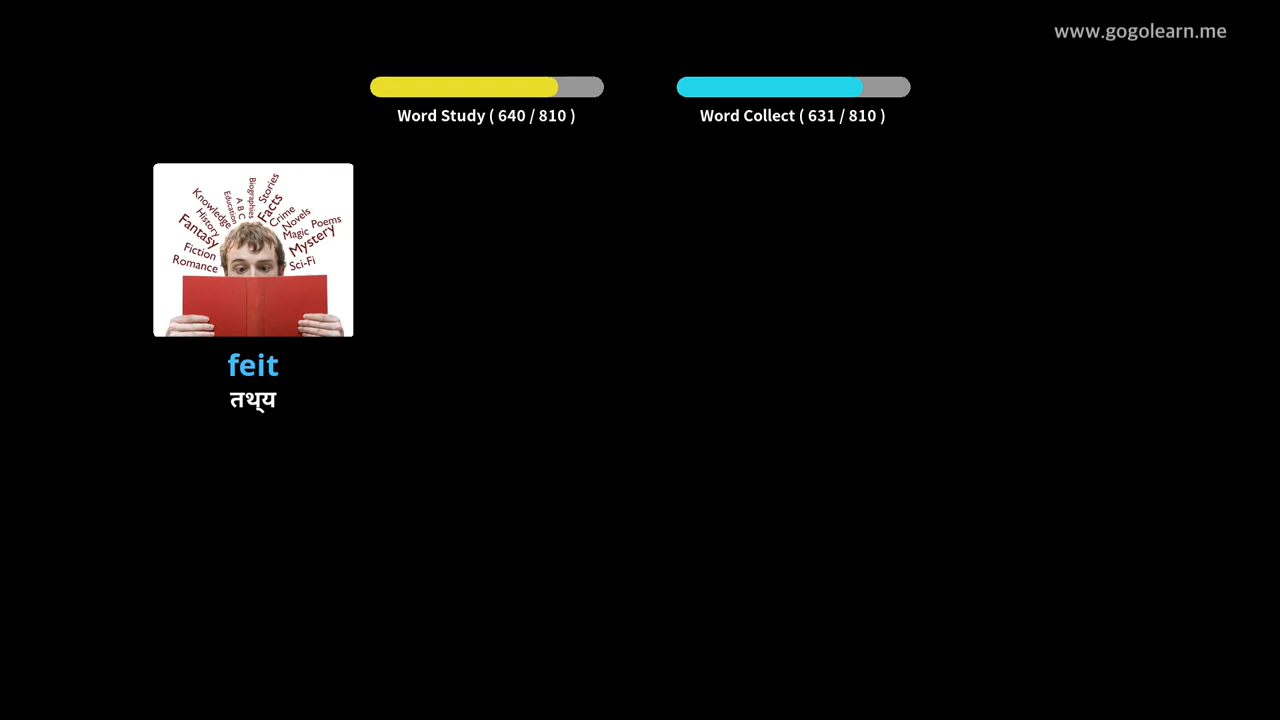 www.gogolearn.me
Word Study ( 640 / 810 )
Word Collect ( 631 / 810 )
Knowledge
History
Fantasy
Fiction
Romance
Education
A B C
Biographies
Stories
Facts
Crime
Novels
Magic
Poems
Mystery
Sci-Fi
feit
तथ्य